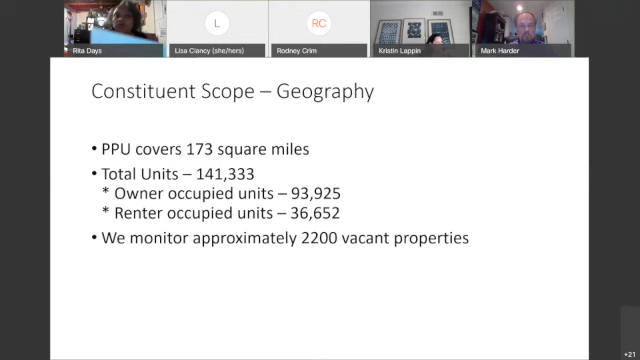 L
RC
Rita Days
Lisa Clancy (she/hers)
Rodney Crim
Kristin Lappin
Mark Harder
Constituent Scope – Geography
• PPU covers 173 square miles
• Total Units – 141,333
* Owner occupied units – 93,925
* Renter occupied units – 36,652
• We monitor approximately 2200 vacant properties
+21